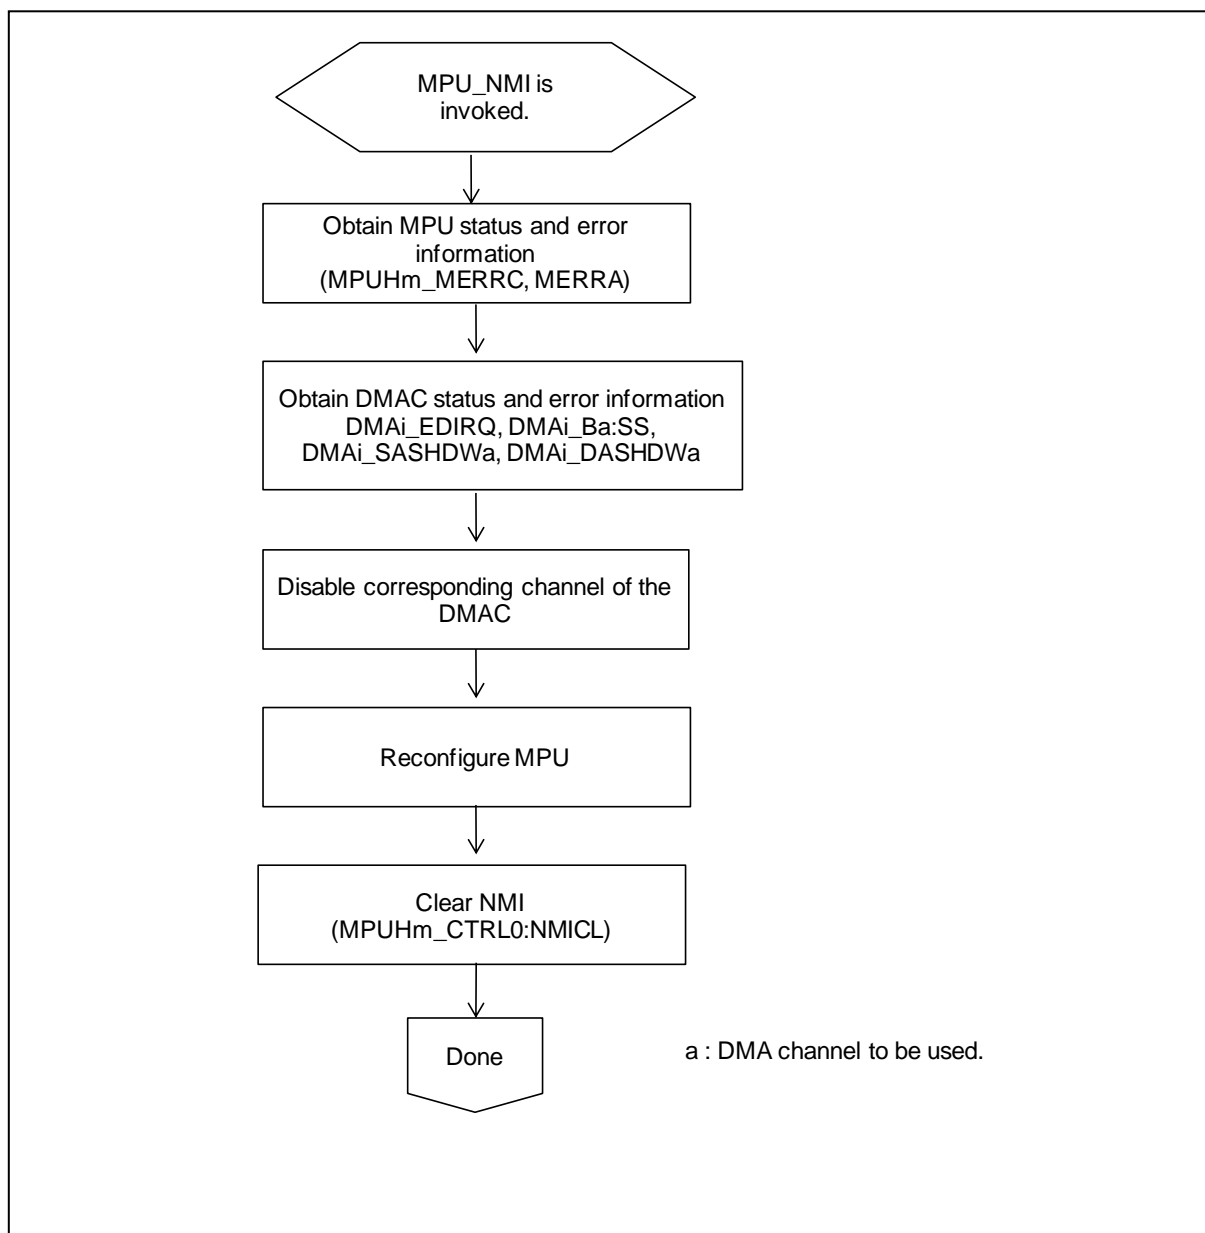 MPU_NMI is
invoked.
Obtain MPU status and error
information
(MPUHm_MERRC, MERRA)
Obtain DMAC status and error information
DMAi_EDIRQ, DMAi_Ba:SS,
DMAi_SASHDWa, DMAi_DASHDWa
Disable corresponding channel of the
DMAC
Reconfigure MPU
Clear NMI
(MPUHm_CTRL0:NMICL)
Done
a : DMA channel to be used.